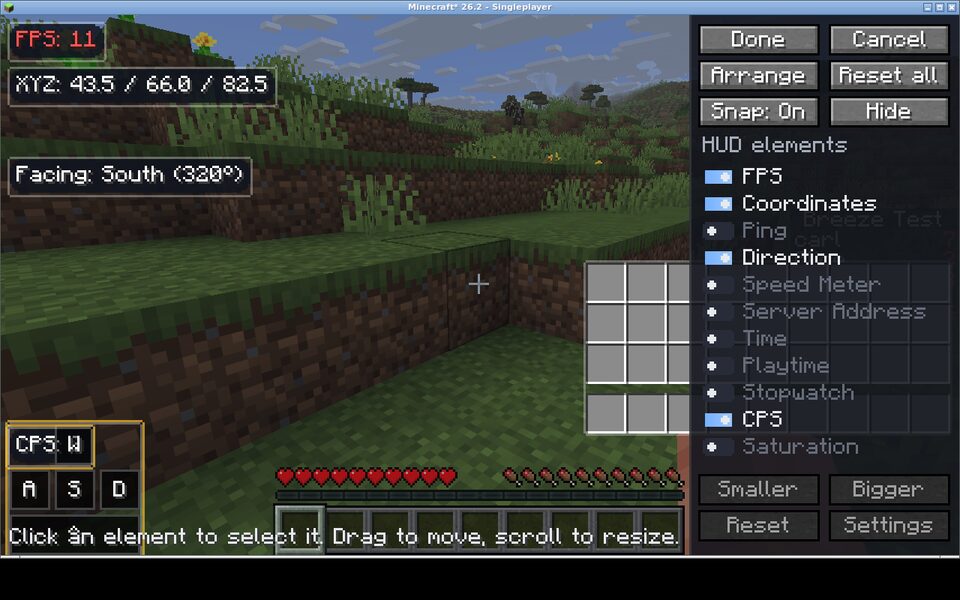 Minecraft* 26.2 - Singleplayer
FPS: 11
XYZ: 43.5 / 66.0 / 82.5
Facing: South (320°)
CPS: W
A S D
Click an element to select it. Drag to move, scroll to resize.
Done Cancel
Arrange Reset all
Snap: On Hide
HUD elements
FPS
Coordinates
Breeze Test
Ping
Direction
Speed Meter
Server Address
Time
Playtime
Stopwatch
CPS
Saturation
Smaller Bigger
Reset Settings